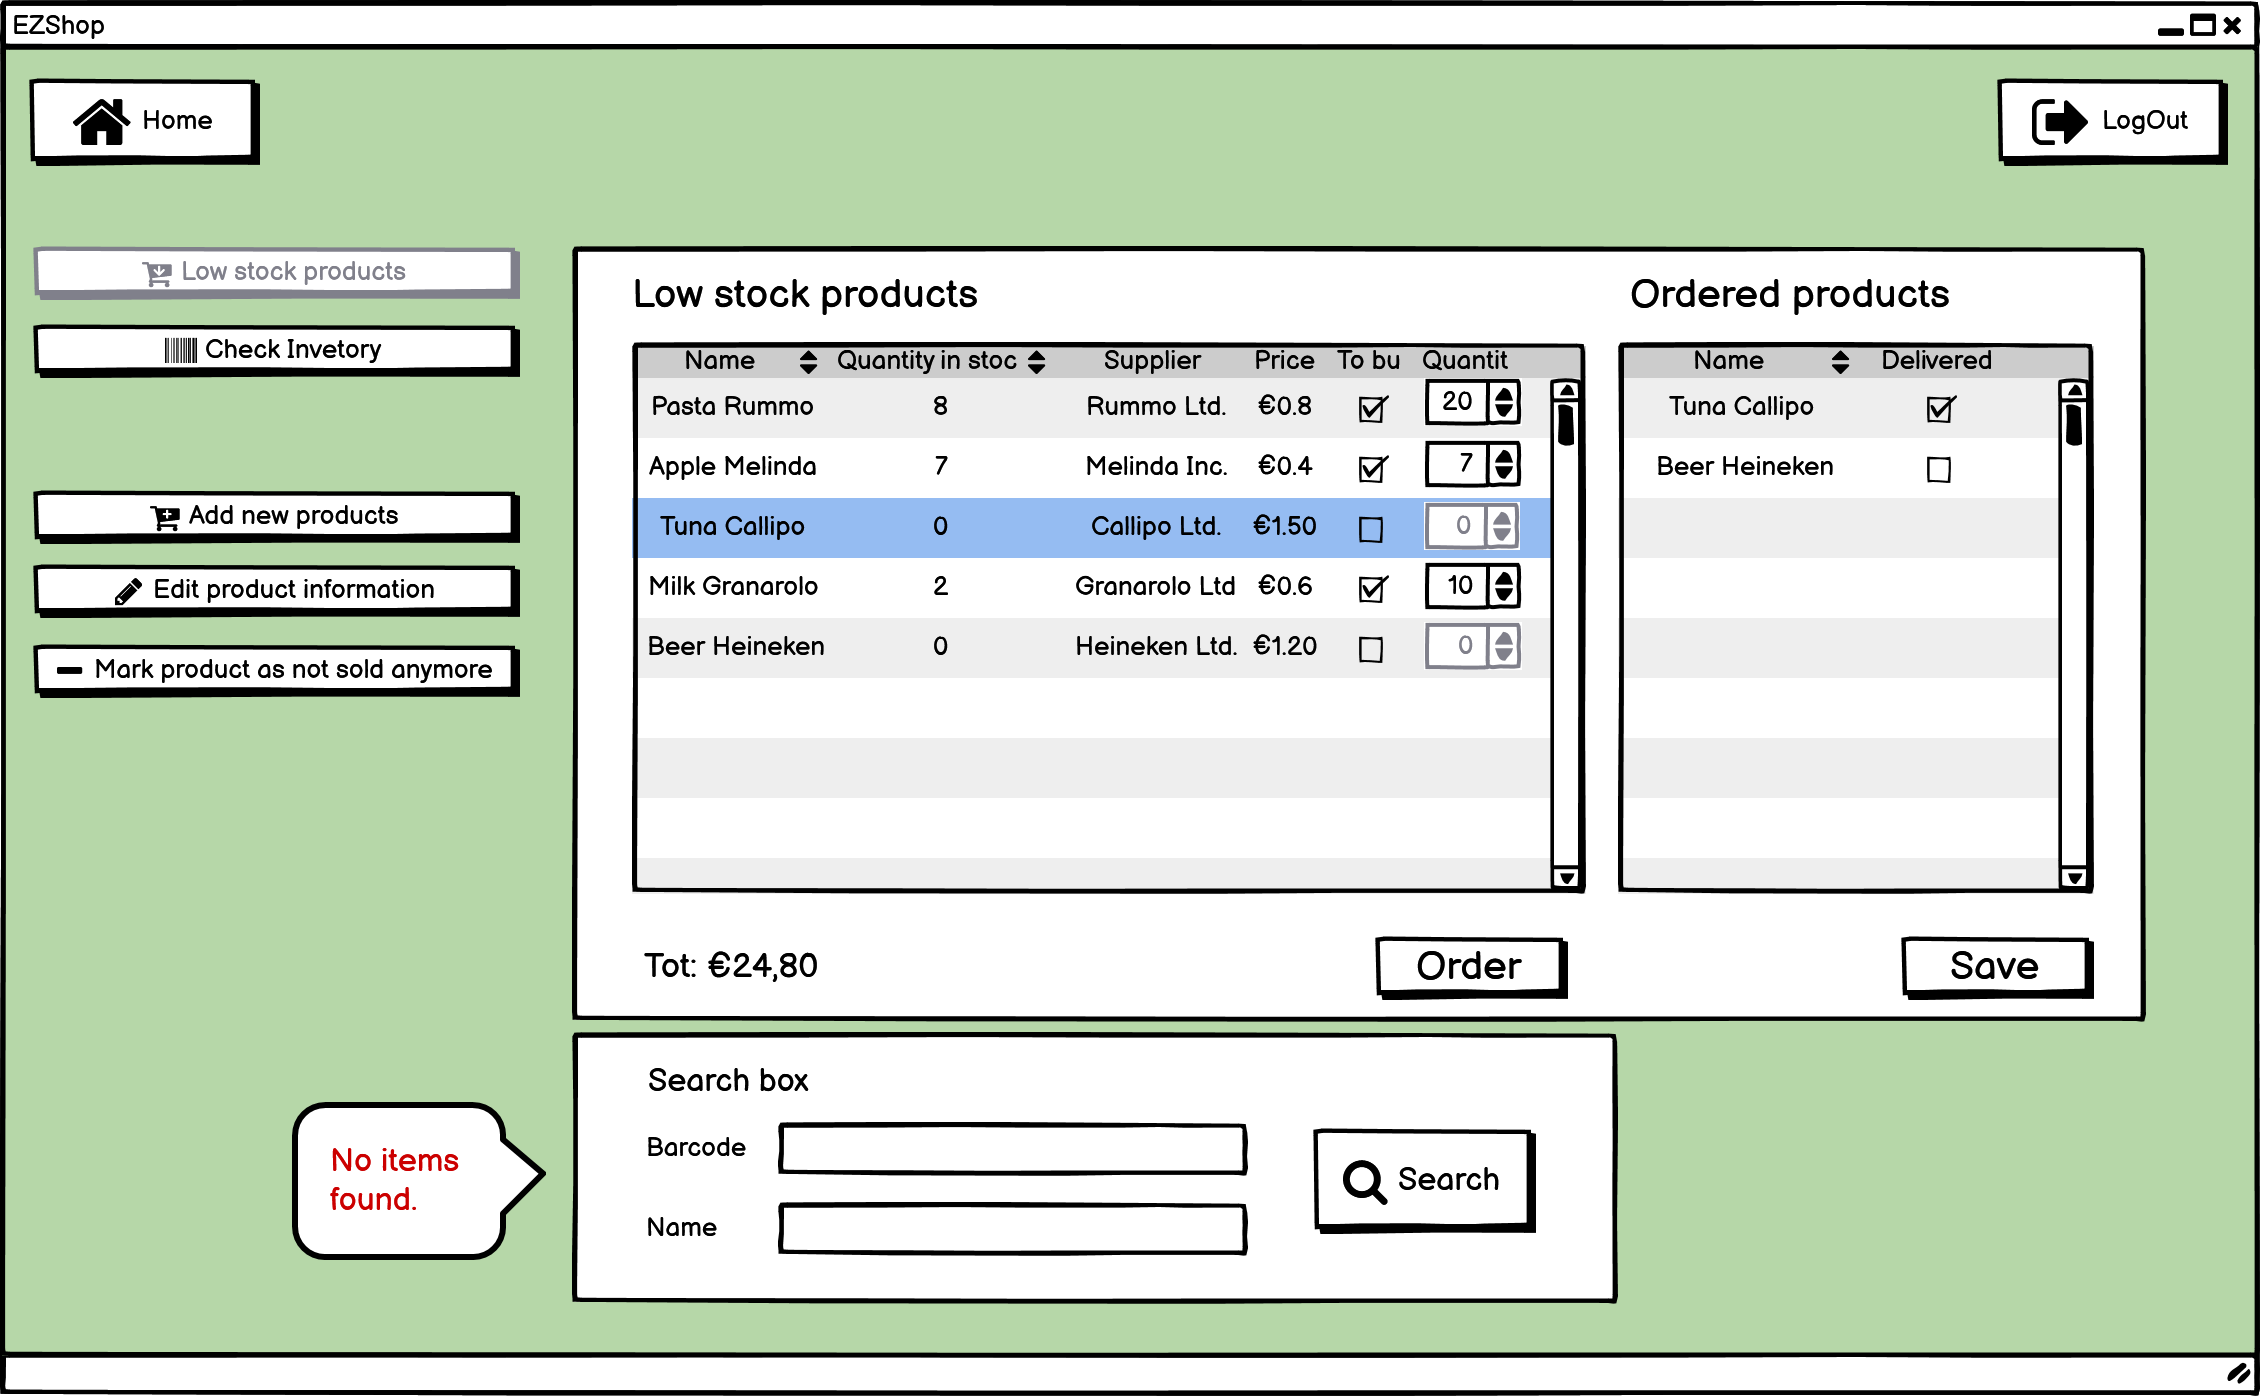 EZShop
Home
LogOut
Low stock products
Check Invetory
Add new products
Edit product information
Mark product as not sold anymore
Low stock products
Name Quantity in stoc Supplier Price To bu Quantit
Pasta Rummo 8 Rummo Ltd. €0.8 20
Apple Melinda 7 Melinda Inc. €0.4 7
Tuna Callipo 0 Callipo Ltd. €1.50 0
Milk Granarolo 2 Granarolo Ltd €0.6 10
Beer Heineken 0 Heineken Ltd. €1.20 0
Tot: €24,80
Order
Ordered products
Name Delivered
Tuna Callipo
Beer Heineken
Save
Search box
Barcode
Name
Search
No items
found.